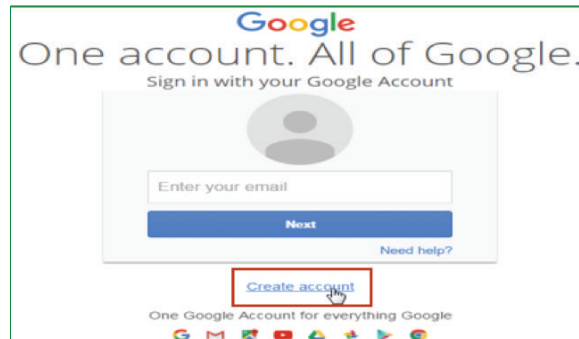 Google
One account. All of Google.
Sign in with your Google Account
Enter your email
Next
Need help?
Create account
One Google Account for everything Google